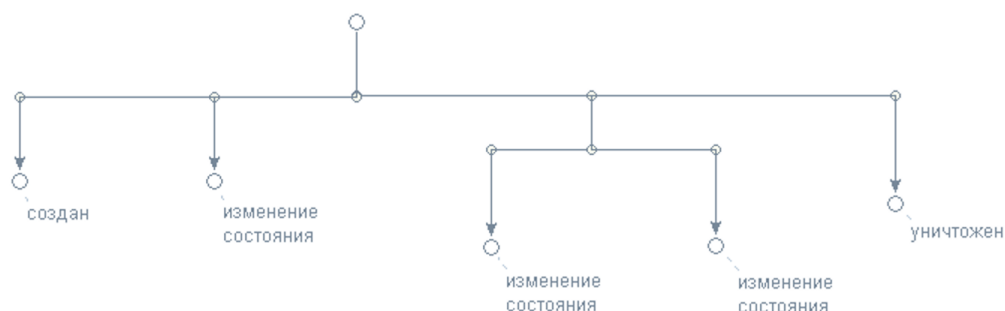 создан
изменение
состояния
изменение
состояния
изменение
состояния
уничтожен